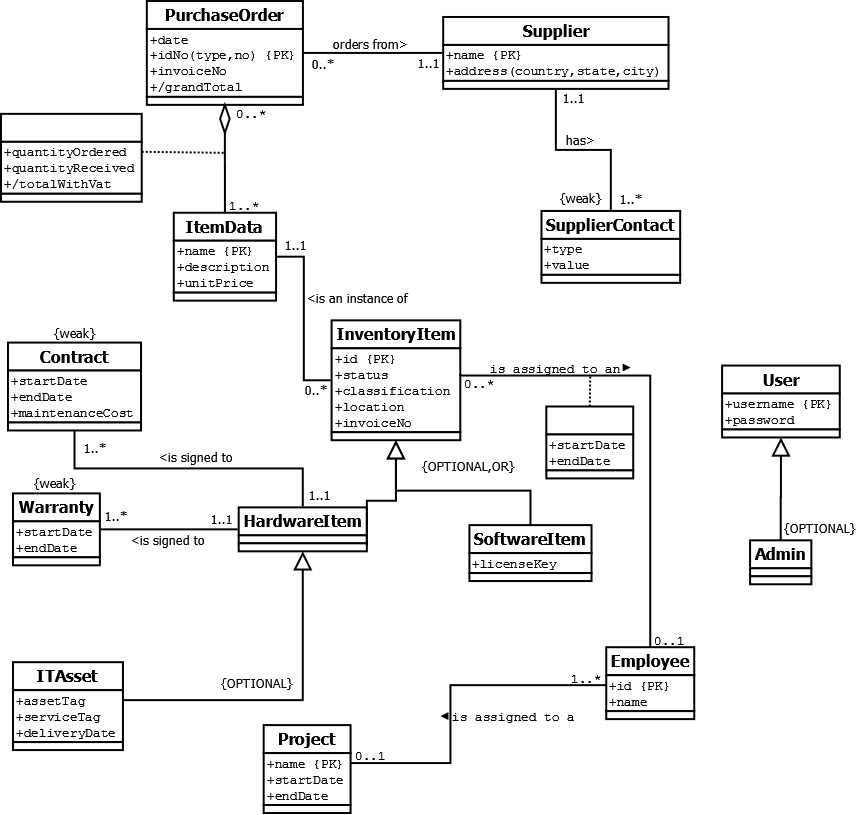 PurchaseOrder
+date
+idNo(type,no) {PK}
+invoiceNo
+/grandTotal
orders from>
0..*
1..1
Supplier
+name {PK}
+address(country,state,city)
1..1
has>
{weak}
1..*
SupplierContact
+type
+value
0..*
+quantityOrdered
+quantityReceived
+/totalWithVat
1..*
ItemData
+name {PK}
+description
+unitPrice
1..1
<is an instance of
0..*
InventoryItem
+id {PK}
+status
+classification
+location
+invoiceNo
is assigned to an►
0..*
+startDate
+endDate
User
+username {PK}
+password
{OPTIONAL}
Admin
{weak}
Contract
+startDate
+endDate
+maintenanceCost
1..*
<is signed to
1..1
{OPTIONAL,OR}
{weak}
Warranty
+startDate
+endDate
1..*
1..1
<is signed to
HardwareItem
SoftwareItem
+licenseKey
ITAsset
+assetTag
+serviceTag
+deliveryDate
{OPTIONAL}
0..1
Employee
+id {PK}
+name
1..*
◄is assigned to a
0..1
Project
+name {PK}
+startDate
+endDate